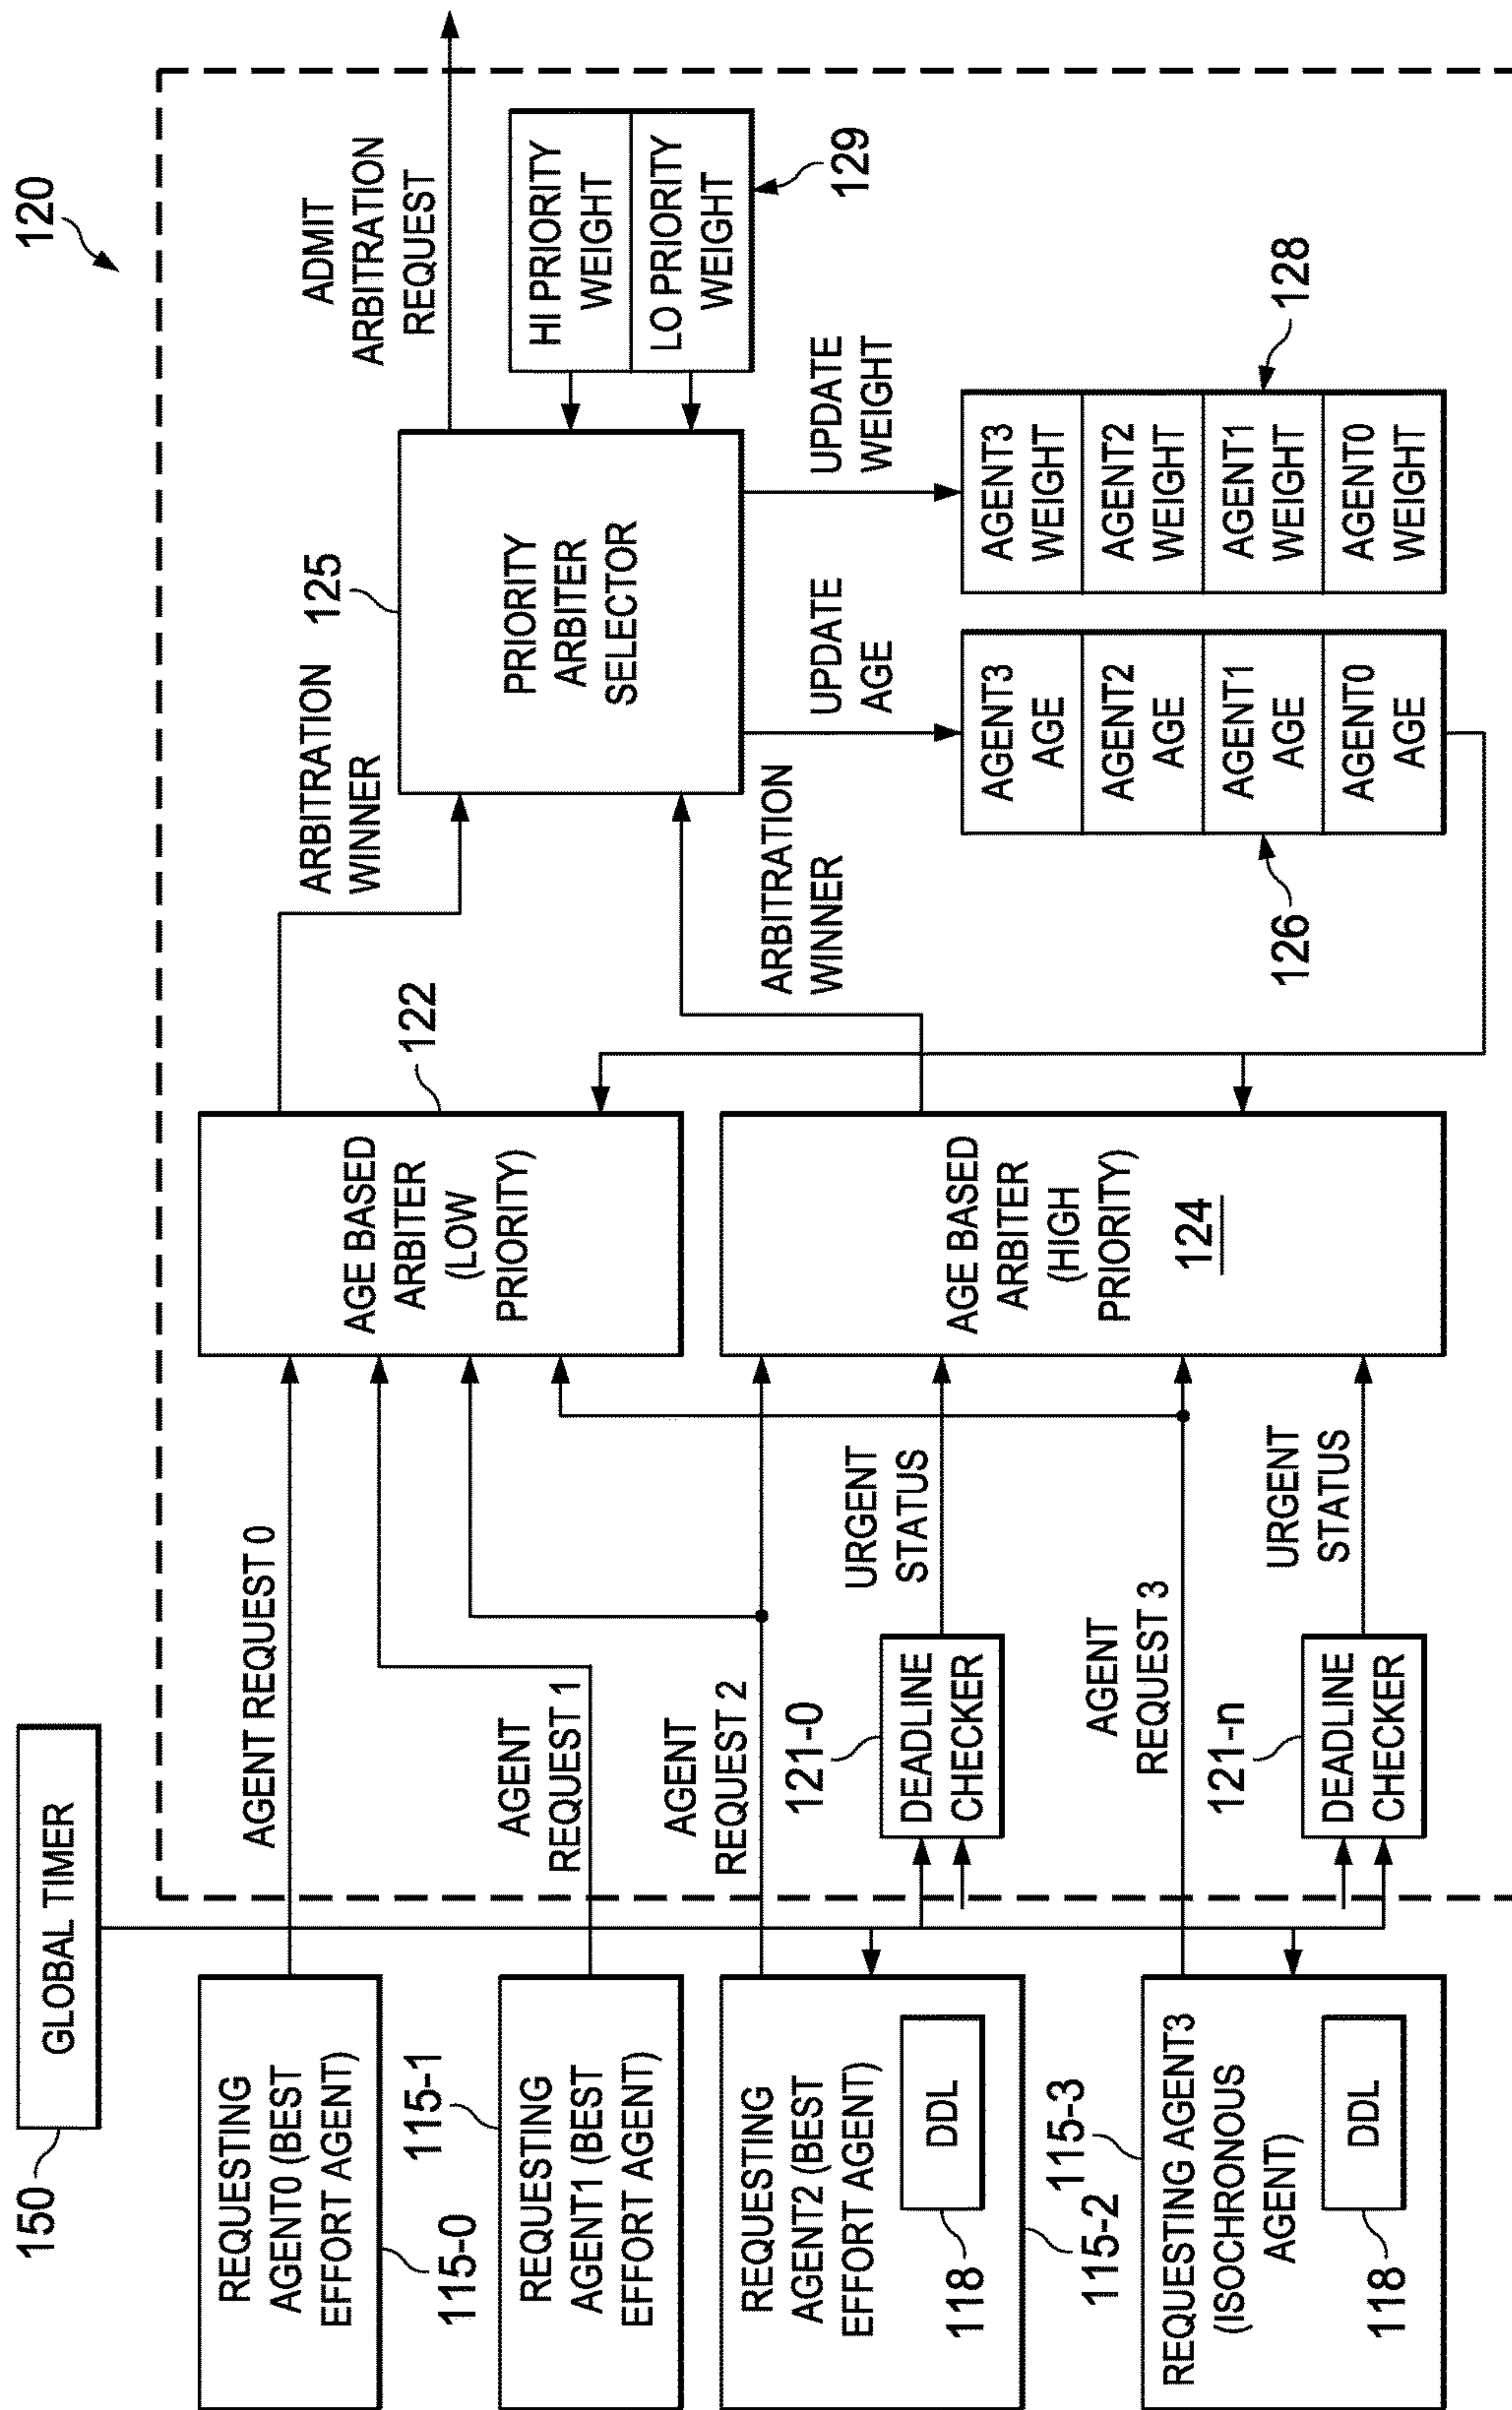 120
150
GLOBAL TIMER
REQUESTING
AGENT0 (BEST
EFFORT AGENT)
115-0
REQUESTING
AGENT1 (BEST
EFFORT AGENT)
115-1
REQUESTING
AGENT2 (BEST
EFFORT AGENT)
DDL
118
115-2
115-3
REQUESTING AGENT3
(ISOCHRONOUS
AGENT)
DDL
118
AGENT REQUEST 0
AGENT
REQUEST 1
AGENT
REQUEST 2
121-0
DEADLINE
CHECKER
URGENT
STATUS
AGENT
REQUEST 3
121-n
DEADLINE
CHECKER
URGENT
STATUS
AGE BASED
ARBITER
(LOW
PRIORITY)
122
AGE BASED
ARBITER
(HIGH
PRIORITY)
124
ARBITRATION
WINNER
ARBITRATION
WINNER
125
PRIORITY
ARBITER
SELECTOR
ADMIT
ARBITRATION
REQUEST
HI PRIORITY
WEIGHT
LO PRIORITY
WEIGHT
129
UPDATE
AGE
UPDATE
WEIGHT
AGENT3
AGE
AGENT2
AGE
AGENT1
AGE
AGENT0
AGE
126
AGENT3
WEIGHT
AGENT2
WEIGHT
AGENT1
WEIGHT
AGENT0
WEIGHT
128